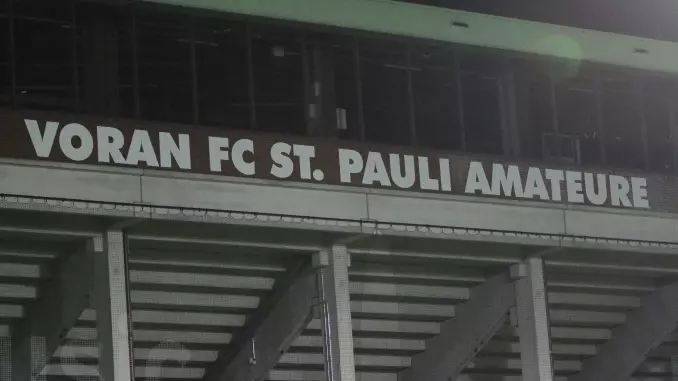 VORAN FC ST. PAULI AMATEURE